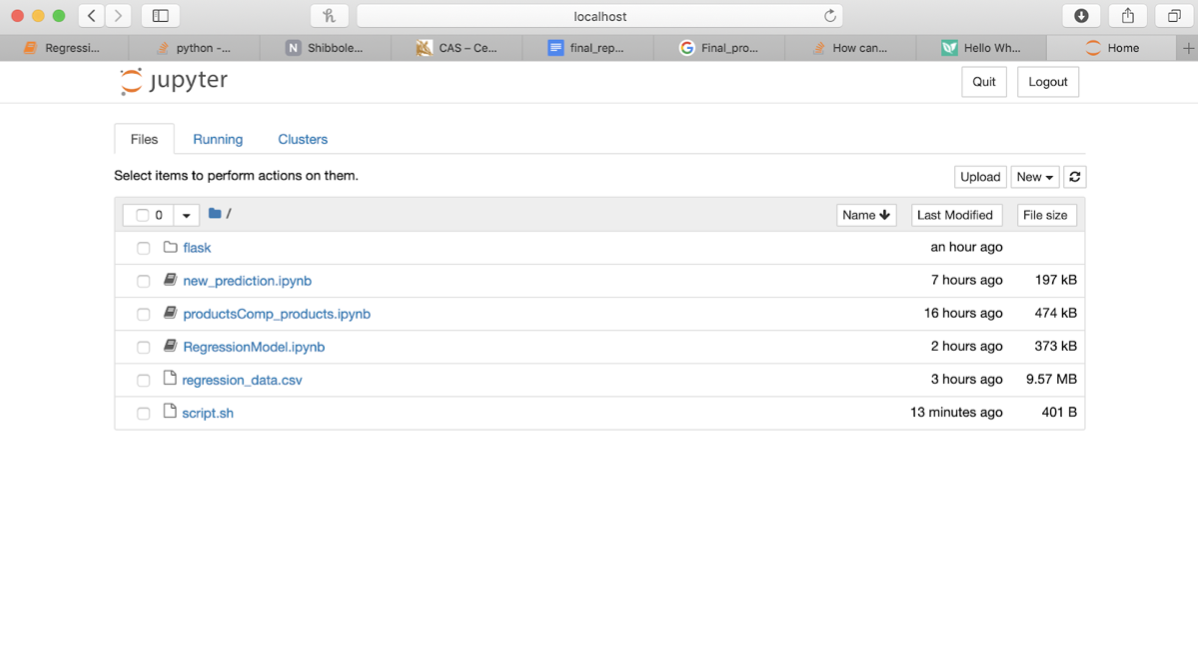 localhost
Regressi... python -... N Shibbole... CAS – Ce... final_rep... Final_pro... How can... Hello Wh... Home
jupyter Quit Logout
Files Running Clusters
Select items to perform actions on them. Upload New
0 / Name Last Modified File size
flask an hour ago
new_prediction.ipynb 7 hours ago 197 kB
productsComp_products.ipynb 16 hours ago 474 kB
RegressionModel.ipynb 2 hours ago 373 kB
regression_data.csv 3 hours ago 9.57 MB
script.sh 13 minutes ago 401 B